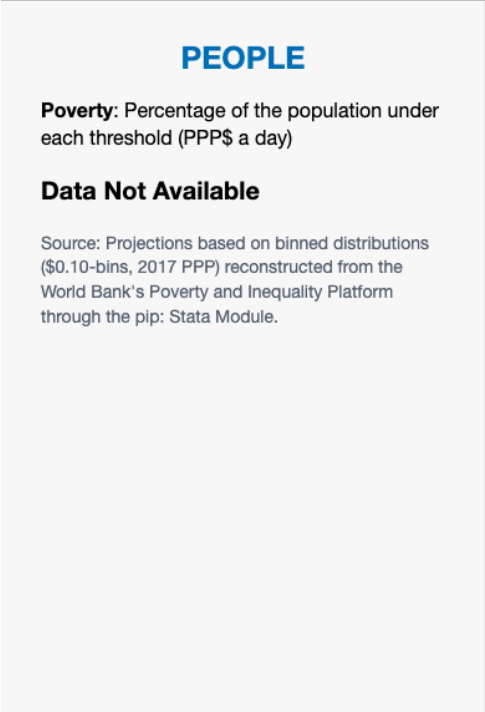 PEOPLE
Poverty: Percentage of the population under
each threshold (PPP$ a day)
Data Not Available
Source: Projections based on binned distributions
($0.10-bins, 2017 PPP) reconstructed from the
World Bank's Poverty and Inequality Platform
through the pip: Stata Module.